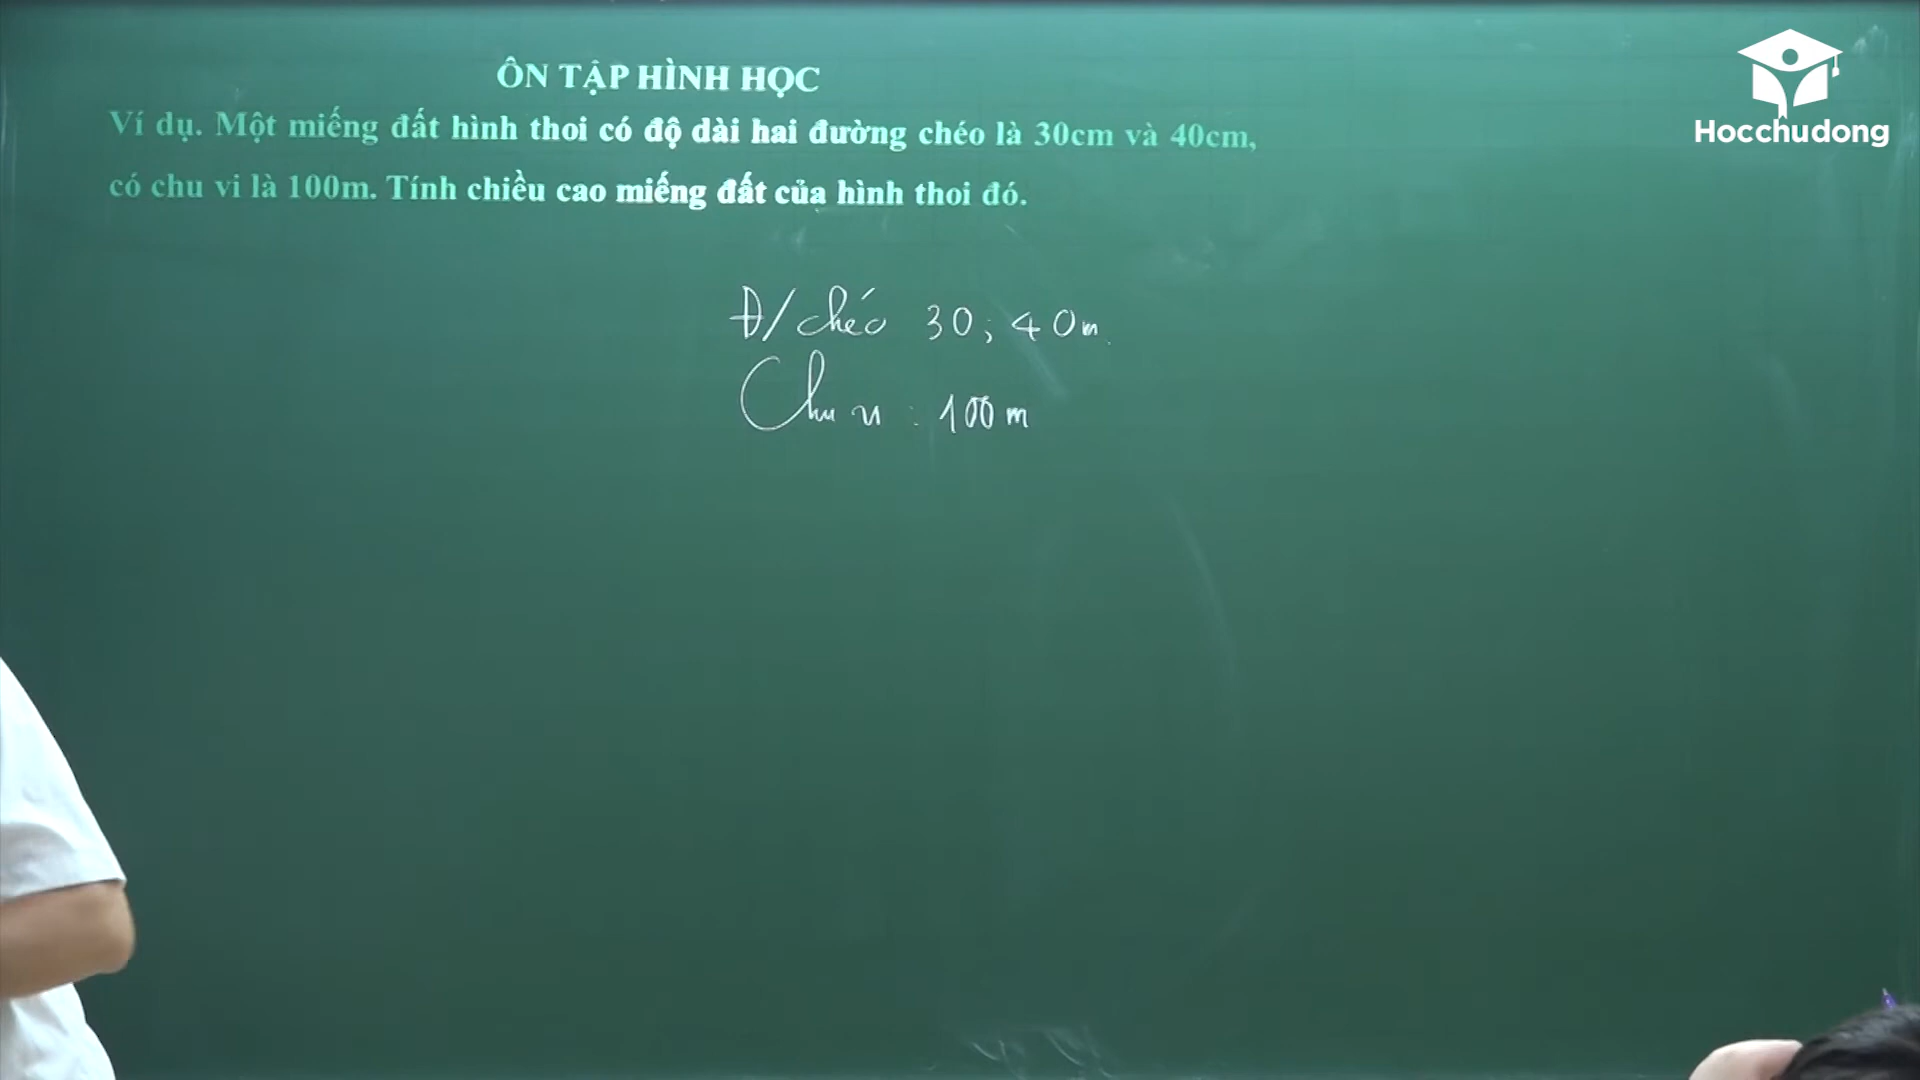 Hocchudong
ÔN TẬP HÌNH HỌC
Ví dụ. Một miếng đất hình thoi có độ dài hai đường chéo là 30cm và 40cm,
có chu vi là 100m. Tính chiều cao miếng đất của hình thoi đó.
Đ/chéo 30; 40m.
Chu vi : 100m